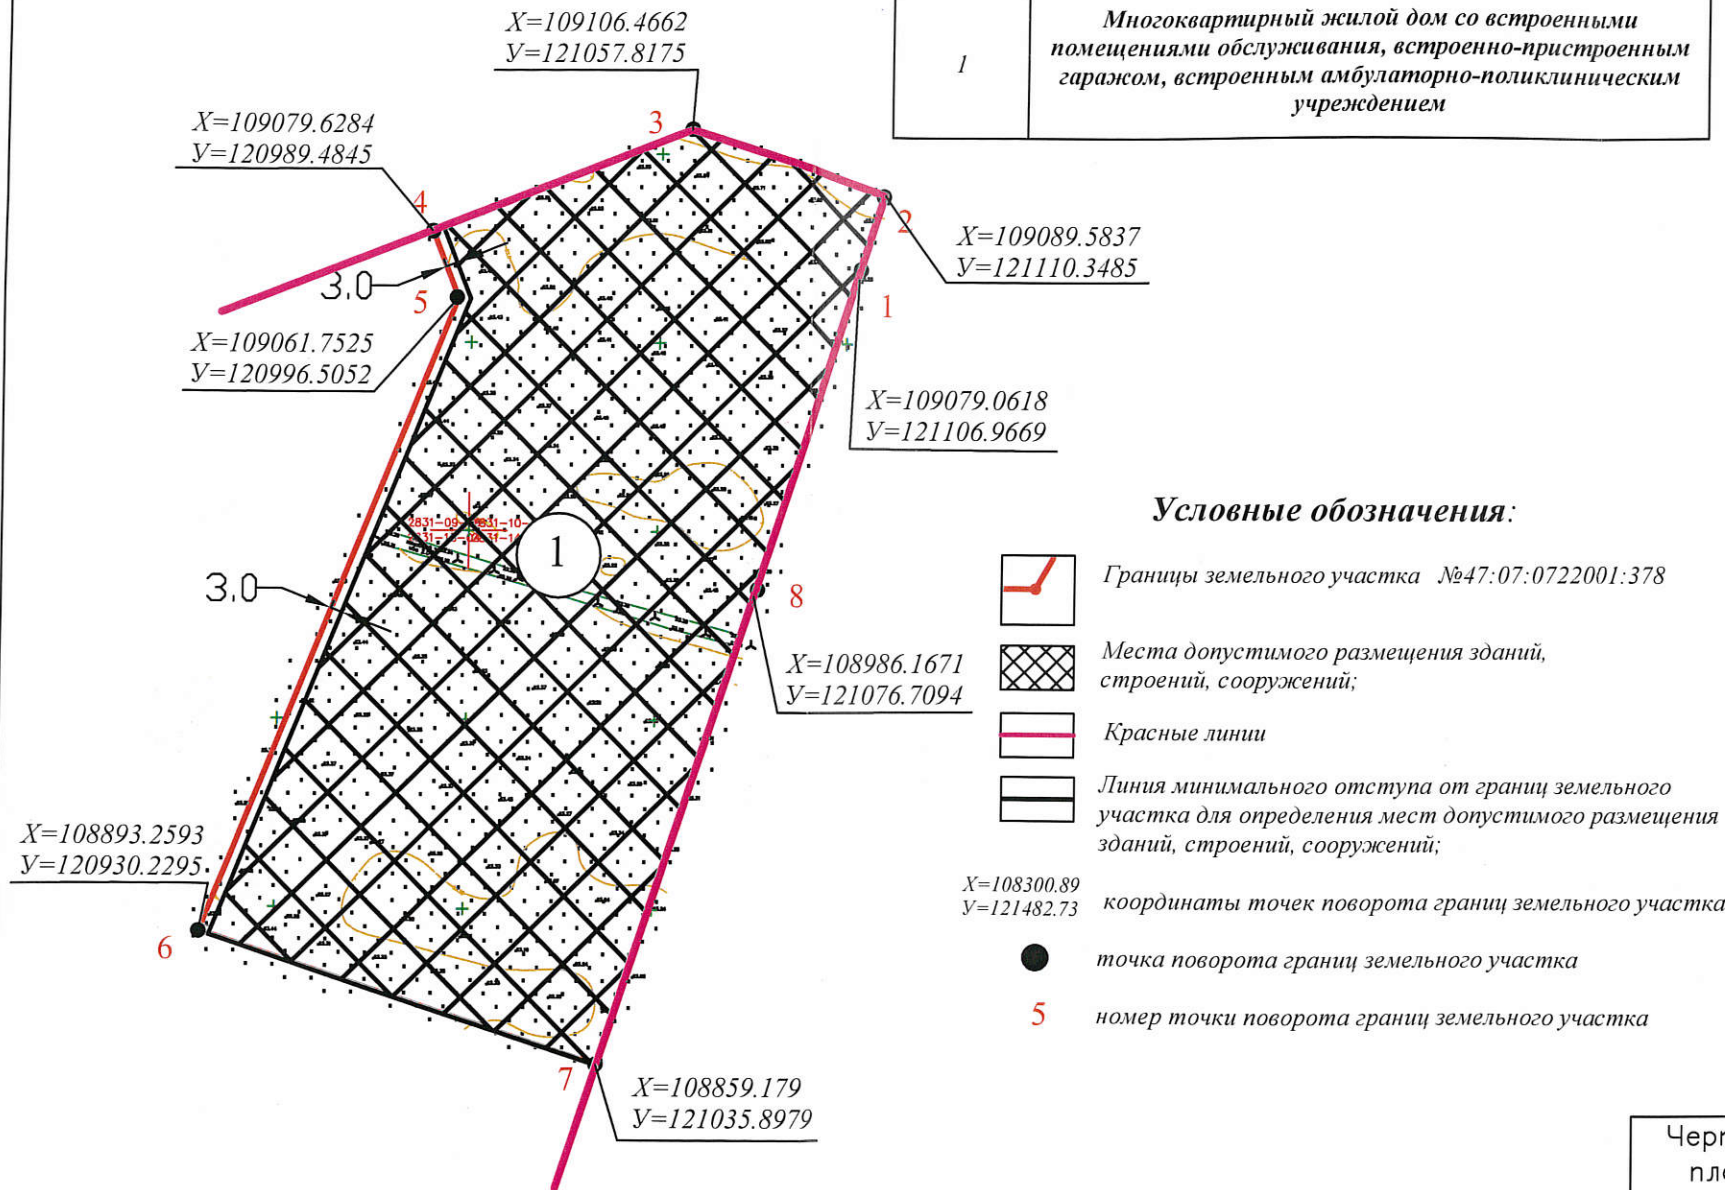 X=109106.4662
У=121057.8175
1
Многоквартирный жилой дом со встроенными
помещениями обслуживания, встроенно-пристроенным
гаражом, встроенным амбулаторно-поликлиническим
учреждением
X=109079.6284
У=120989.4845
3
4
2
X=109089.5837
У=121110.3485
3.0
5
1
X=109061.7525
У=120996.5052
X=109079.0618
У=121106.9669
1
3.0
8
X=108986.1671
У=121076.7094
X=108893.2593
У=120930.2295
6
7
X=108859.179
У=121035.8979
Условные обозначения:
Границы земельного участка №47:07:0722001:378
Места допустимого размещения зданий,
строений, сооружений;
Красные линии
Линия минимального отступа от границ земельного
участка для определения мест допустимого размещения
зданий, строений, сооружений;
X=108300.89
У=121482.73
координаты точек поворота границ земельного участка
точка поворота границ земельного участка
5
номер точки поворота границ земельного участка